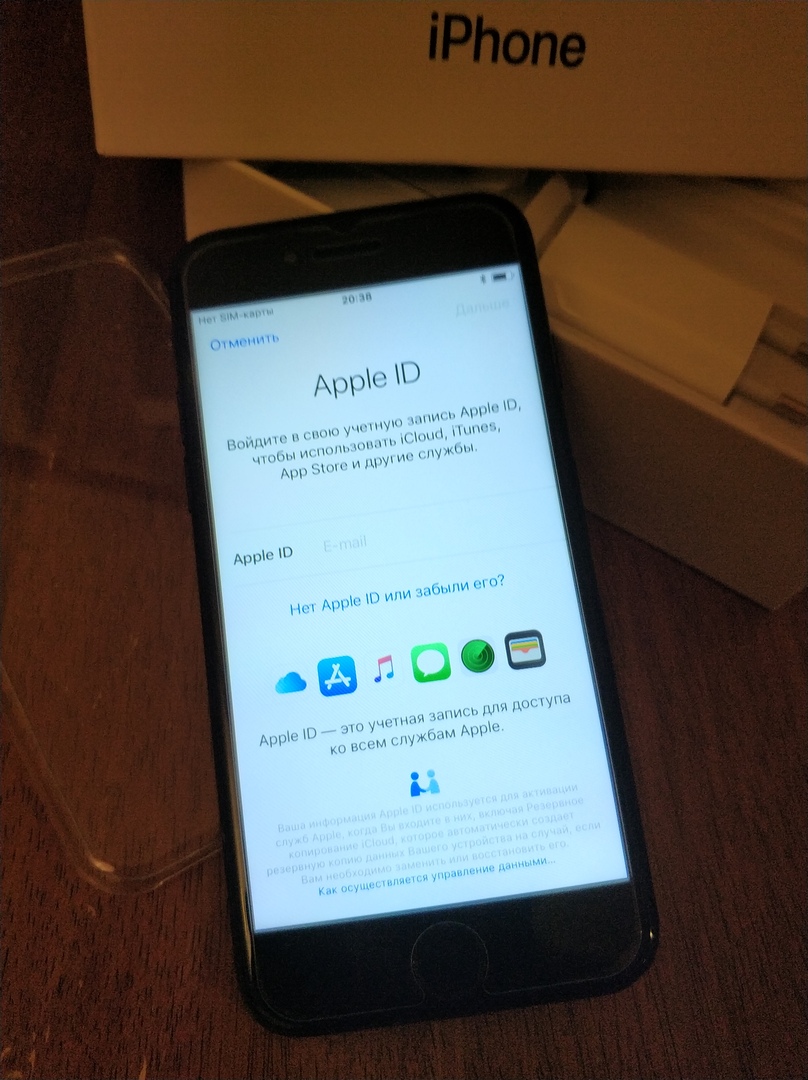 iPhone
Нет SIM-карты
20:38
Отменить
Дальше
Apple ID
Войдите в свою учетную запись Apple ID,
чтобы использовать iCloud, iTunes,
App Store и другие службы.
Apple ID
E-mail
Нет Apple ID или забыли его?
Apple ID — это учетная запись для доступа
ко всем службам Apple.
Ваша информация Apple ID используется для активации
служб Apple, когда Вы входите в них, включая Резервное
копирование iCloud, которое автоматически создает
резервную копию данных Вашего устройства на случай, если
Вам необходимо заменить или восстановить его.
Как осуществляется управление данными...